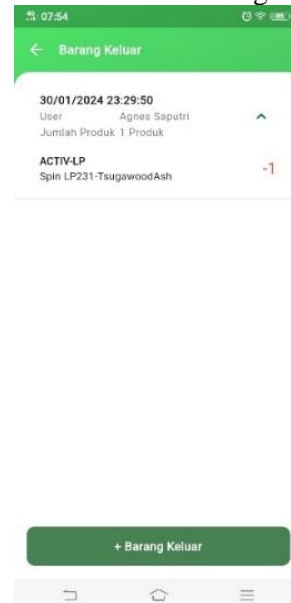 07:54
Barang Keluar
30/01/2024 23:29:50
User Agnes Saputri
Jumlah Produk 1 Produk
ACTIV-LP
Spin LP231-TsugawoodAsh
-1
+ Barang Keluar